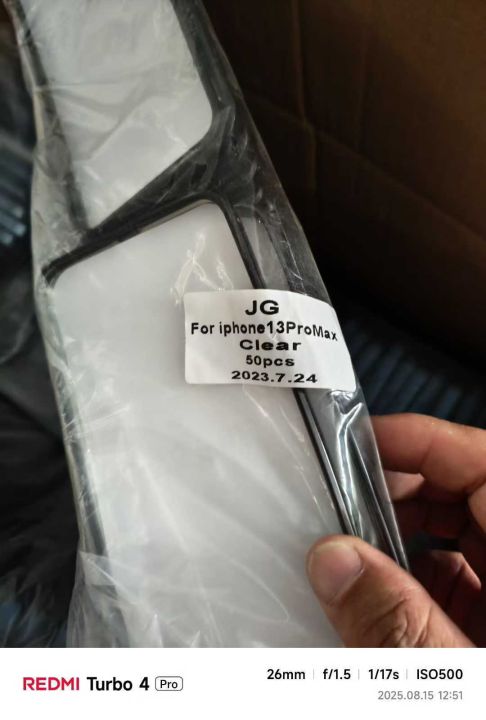 JG
For iphone13ProMax
Clear
50pcs
2023.7.24
REDMI Turbo 4 Pro
26mm | f/1.5 | 1/17s | ISO500
2025.08.15 12:51